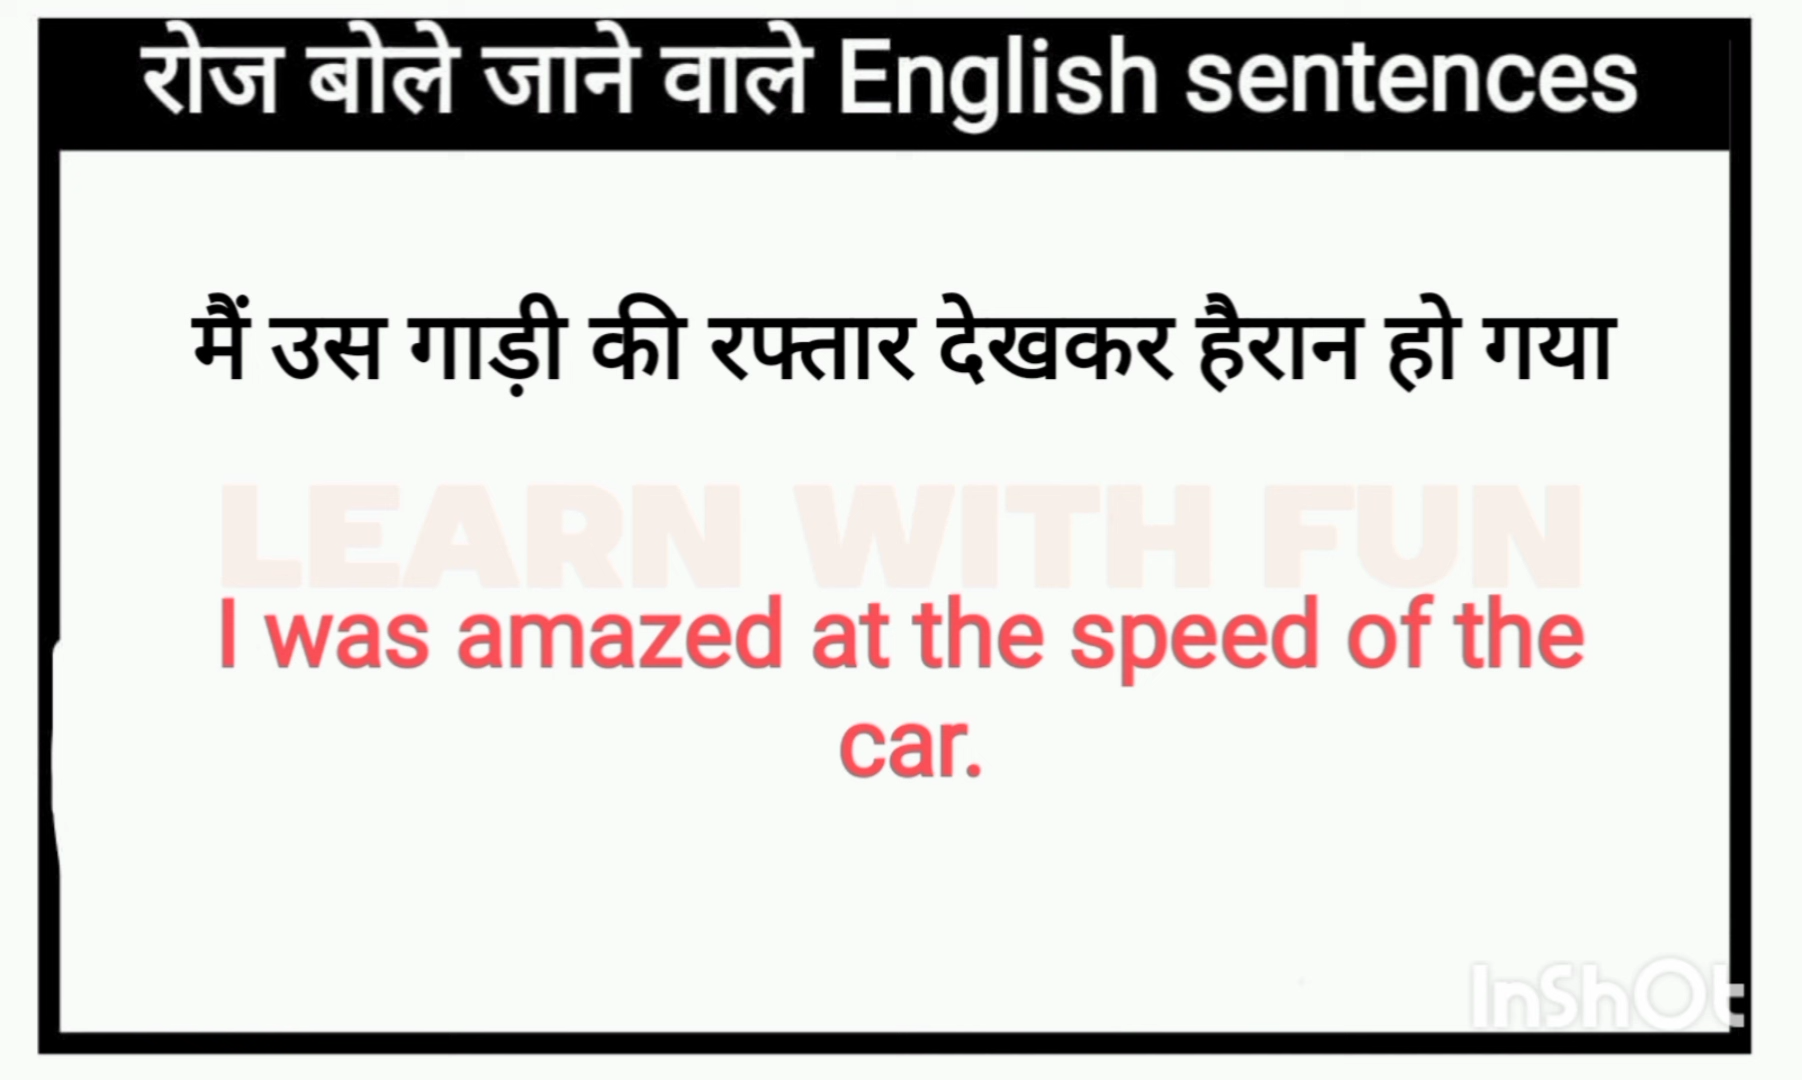 रोज बोले जाने वाले English sentences
मैं उस गाड़ी की रफ्तार देखकर हैरान हो गया
LEARN WITH FUN
I was amazed at the speed of the
car.
InShOt